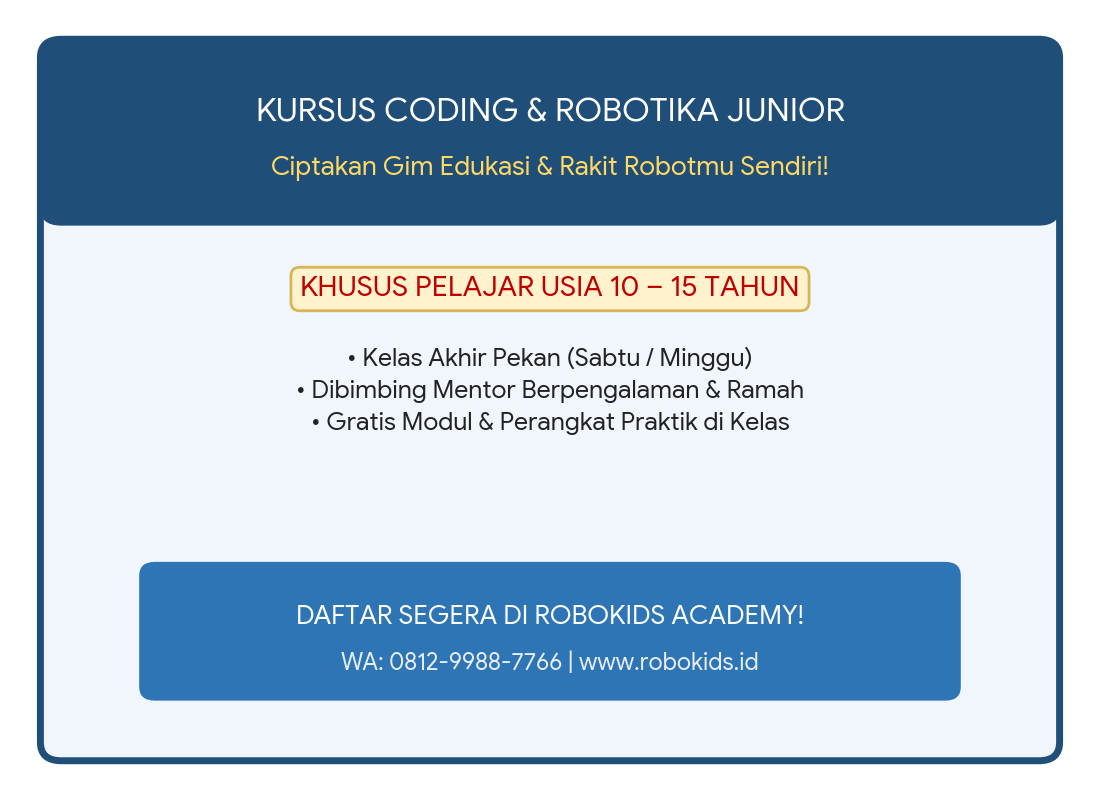 KURSUS CODING & ROBOTIKA JUNIOR
Ciptakan Gim Edukasi & Rakit Robotmu Sendiri!
KHUSUS PELAJAR USIA 10 – 15 TAHUN
• Kelas Akhir Pekan (Sabtu / Minggu)
• Dibimbing Mentor Berpengalaman & Ramah
• Gratis Modul & Perangkat Praktik di Kelas
DAFTAR SEGERA DI ROBOKIDS ACADEMY!
WA: 0812-9988-7766 | www.robokids.id